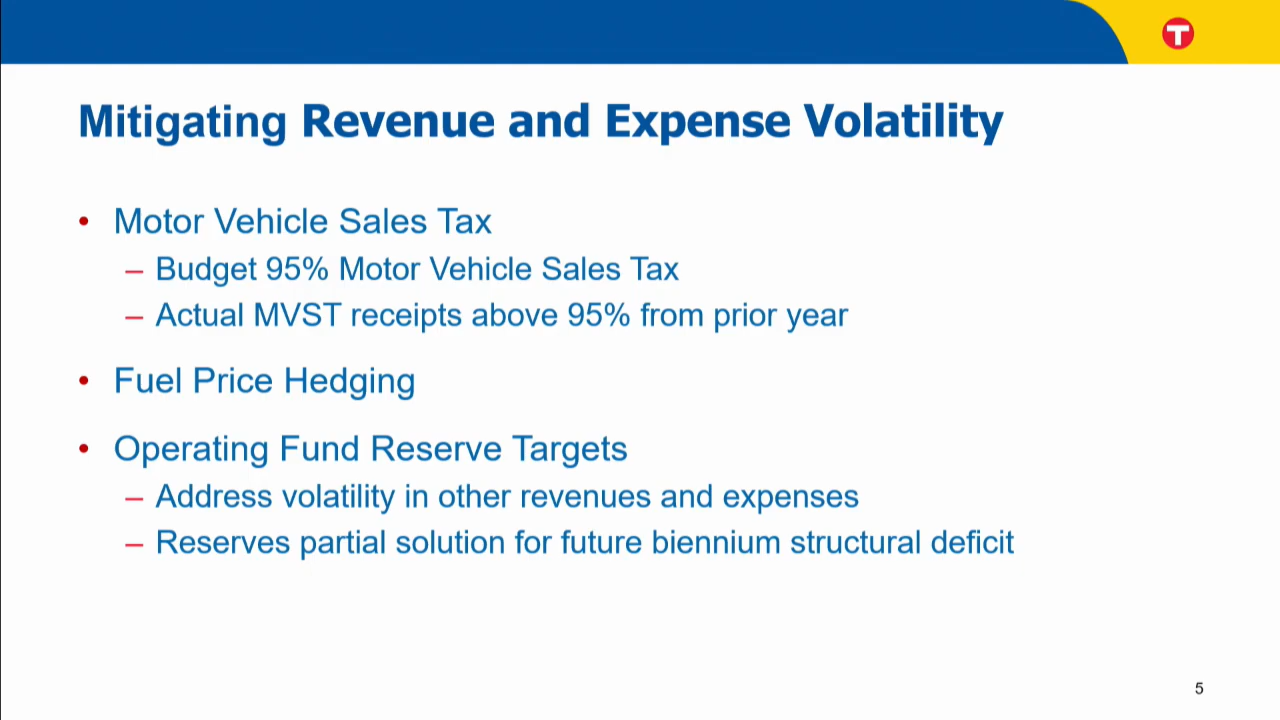 T
Mitigating Revenue and Expense Volatility
• Motor Vehicle Sales Tax
– Budget 95% Motor Vehicle Sales Tax
– Actual MVST receipts above 95% from prior year
• Fuel Price Hedging
• Operating Fund Reserve Targets
– Address volatility in other revenues and expenses
– Reserves partial solution for future biennium structural deficit
5